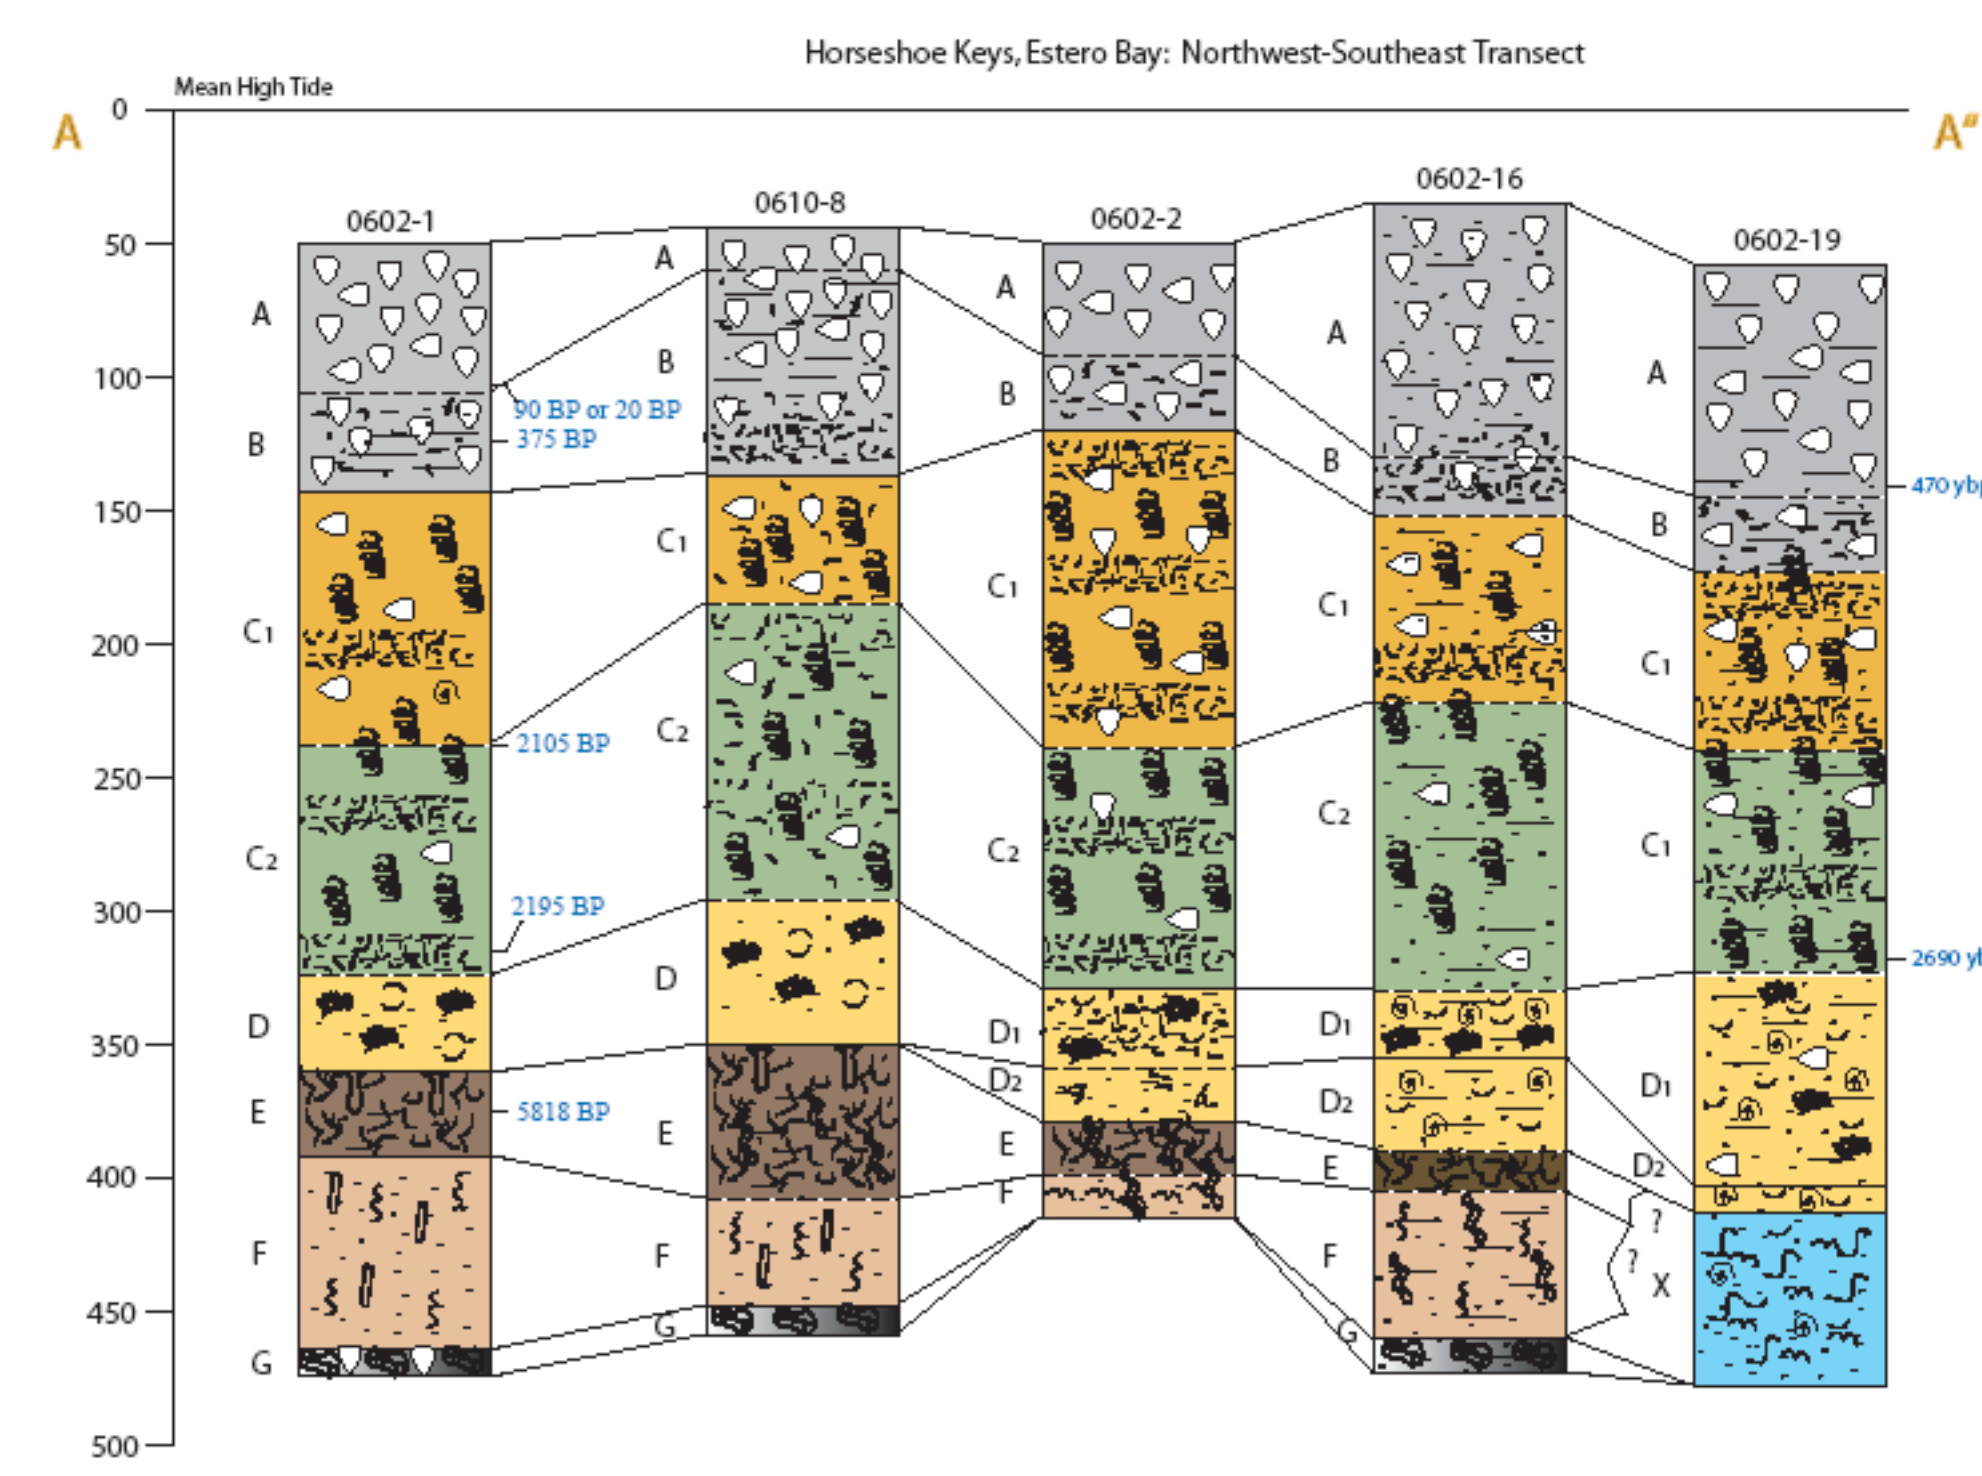 Horseshoe Keys, Estero Bay: Northwest-Southeast Transect
Mean High Tide
A
A"
0
50
100
150
200
250
300
350
400
450
500
0602-1
0610-8
0602-2
0602-16
0602-19
A
B
C1
C2
D
E
F
G
90 BP or 20 BP
375 BP
2105 BP
2195 BP
5818 BP
A
B
C1
C2
D
E
F
G
A
B
C1
C2
D1
D2
E
F
A
B
C1
C2
D1
D2
E
F
G
A
B
C1
C1
D1
D2
?
?
X
470
2690